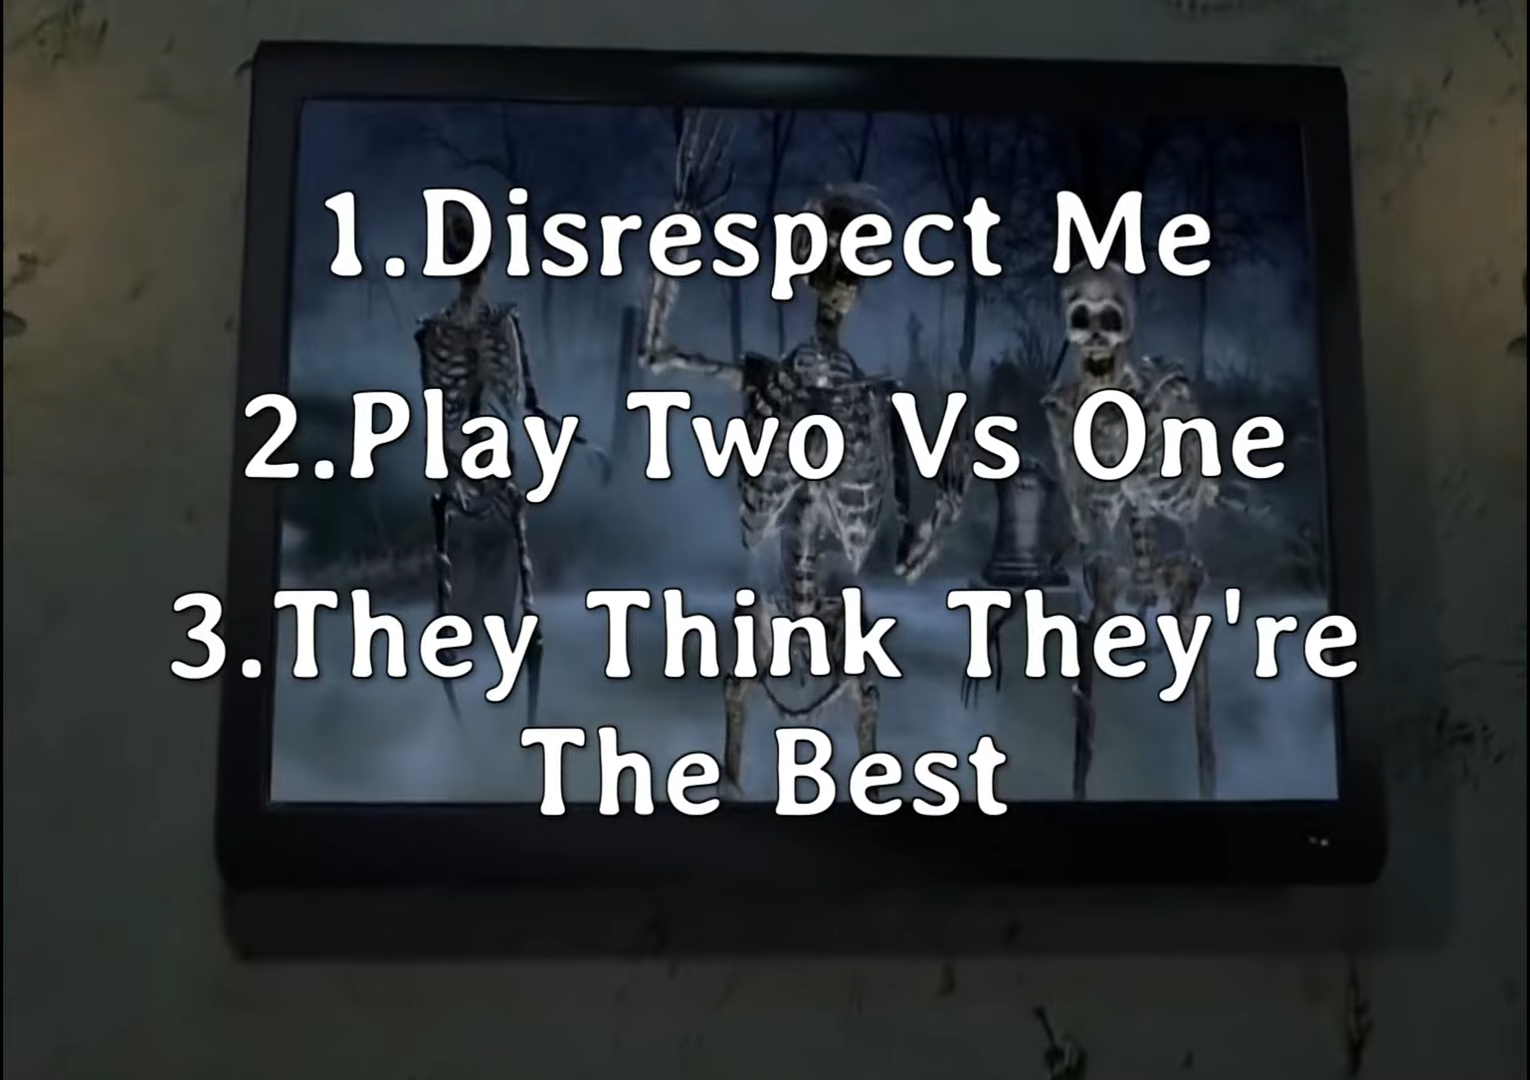 1.Disrespect Me
2.Play Two Vs One
3.They Think They're
The Best